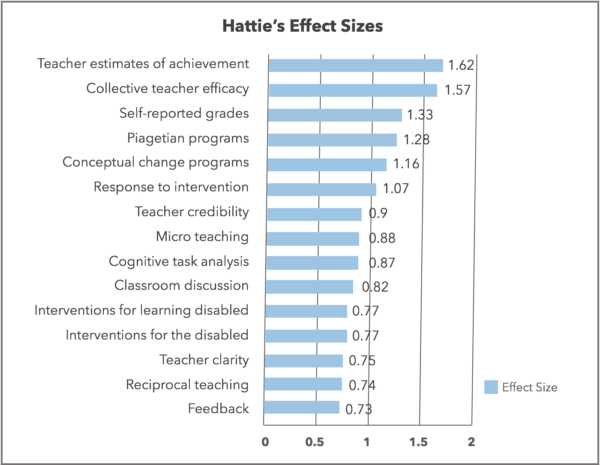 Hattie’s Effect Sizes
Teacher estimates of achievement 1.62
Collective teacher efficacy 1.57
Self-reported grades 1.33
Piagetian programs 1.28
Conceptual change programs 1.16
Response to intervention 1.07
Teacher credibility 0.9
Micro teaching 0.88
Cognitive task analysis 0.87
Classroom discussion 0.82
Interventions for learning disabled 0.77
Interventions for the disabled 0.77
Teacher clarity 0.75
Reciprocal teaching 0.74
Effect Size
Feedback 0.73
0 0.5 1 1.5 2